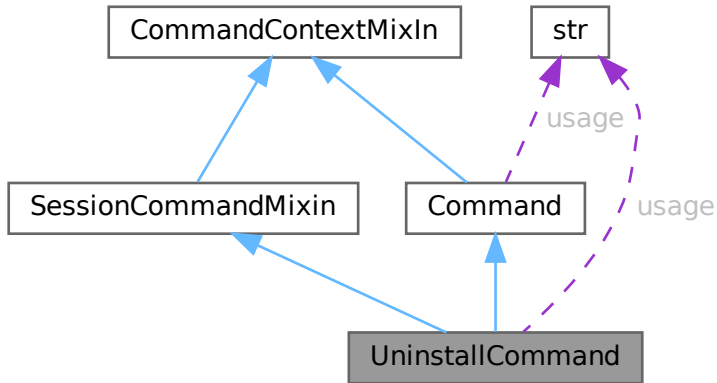 CommandContextMixIn
str
usage
SessionCommandMixin
Command
usage
UninstallCommand